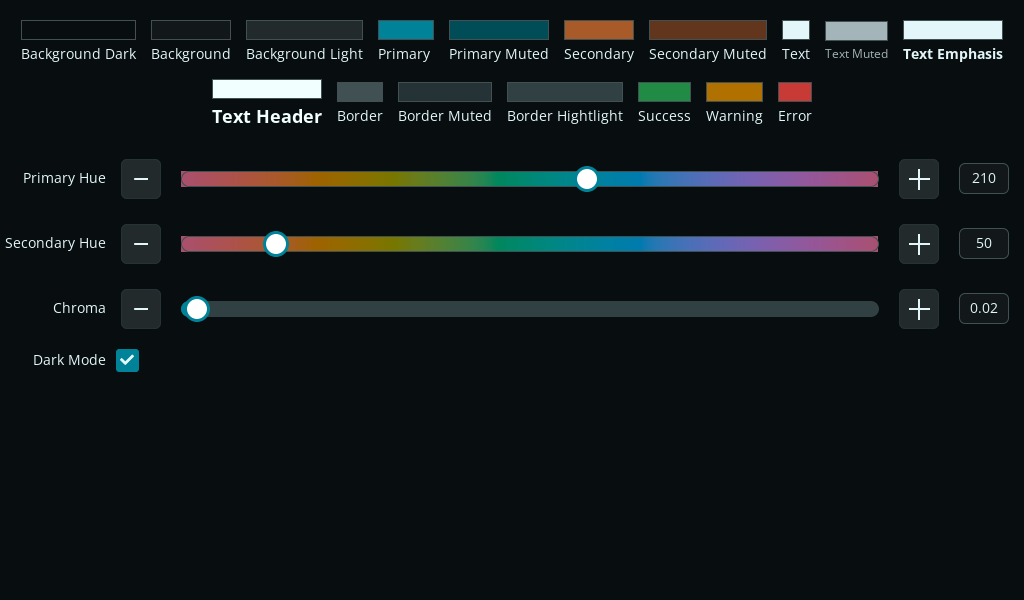 Background Dark Background Background Light Primary Primary Muted Secondary Secondary Muted Text Text Muted Text Emphasis
Text Header Border Border Muted Border Hightlight Success Warning Error
Primary Hue 210
Secondary Hue 50
Chroma 0.02
Dark Mode